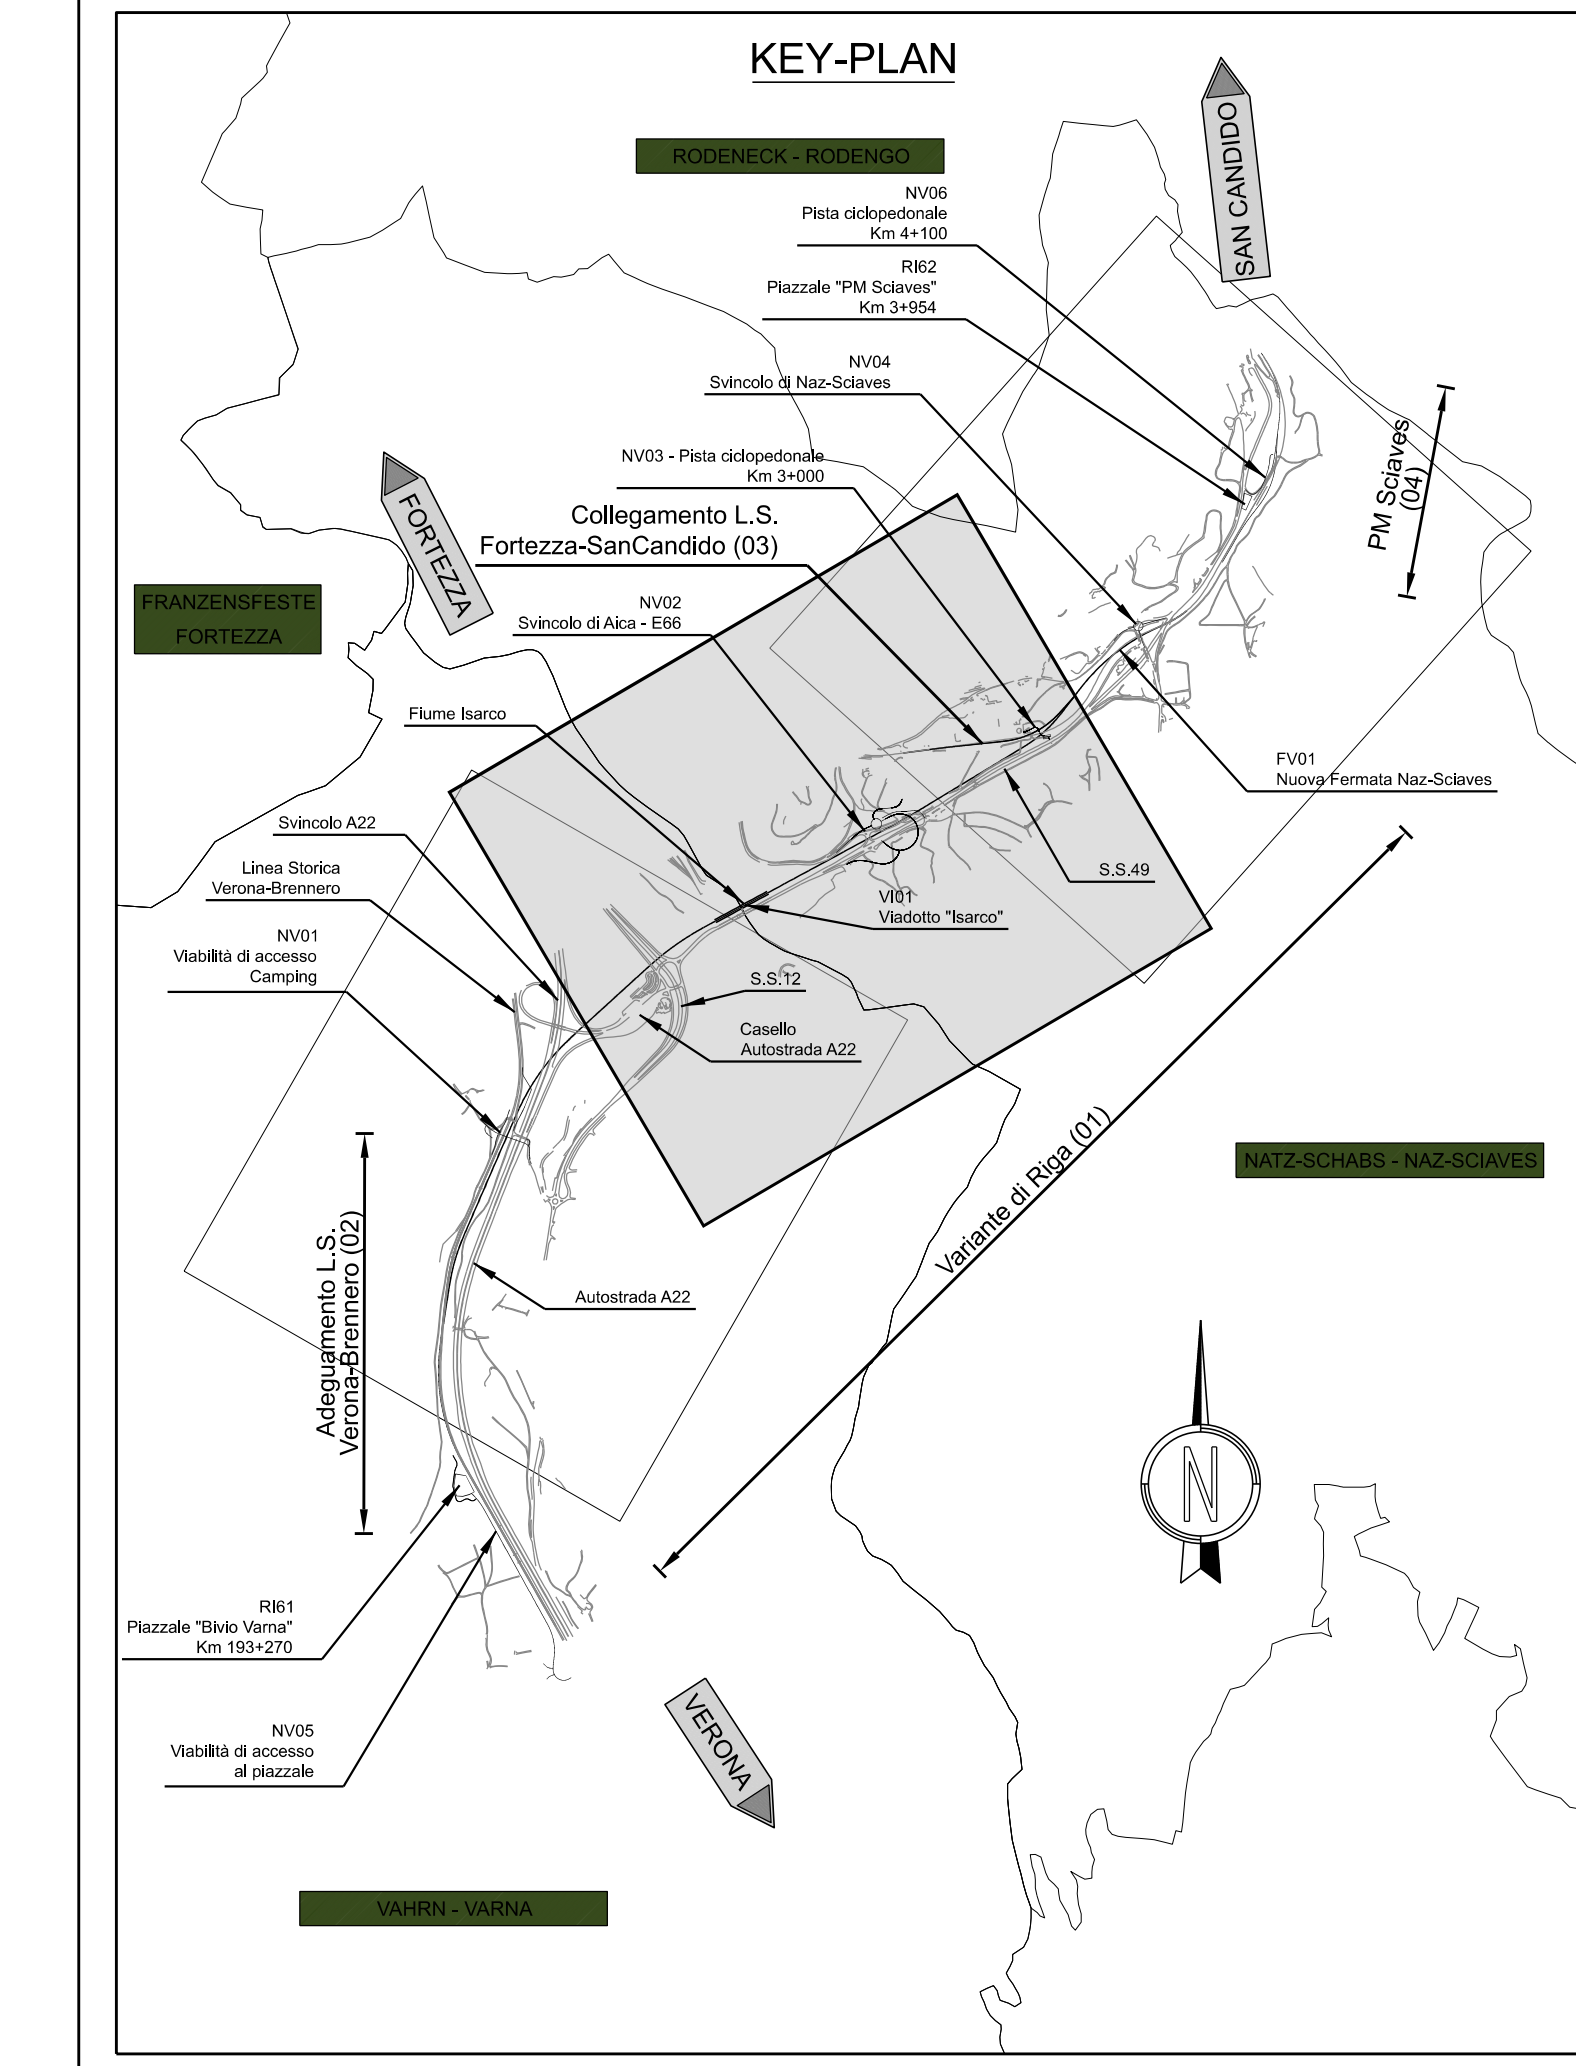 KEY-PLAN
RODENECK - RODENGO
SAN CANDIDO
NV06
Pista ciclopedonale
Km 4+100
RI62
Piazzale "PM Sciaves"
Km 3+954
NV04
Svincolo di Naz-Sciaves
NV03 - Pista ciclopedonale
Km 3+000
PM Sciaves
(04)
FORTEZZA
Collegamento L.S.
Fortezza-SanCandido (03)
FRANZENSFESTE
FORTEZZA
NV02
Svincolo di Aica - E66
Fiume Isarco
FV01
Nuova Fermata Naz-Sciaves
Svincolo A22
Linea Storica
Verona-Brennero
S.S.49
VI01
Viadotto "Isarco"
NV01
Viabilità di accesso
Camping
S.S.12
Casello
Autostrada A22
Variante di Riga (01)
NATZ-SCHABS - NAZ-SCIAVES
Adeguamento L.S.
Verona-Brennero (02)
Autostrada A22
N
RI61
Piazzale "Bivio Varna"
Km 193+270
VERONA
NV05
Viabilità di accesso
al piazzale
VAHRN - VARNA